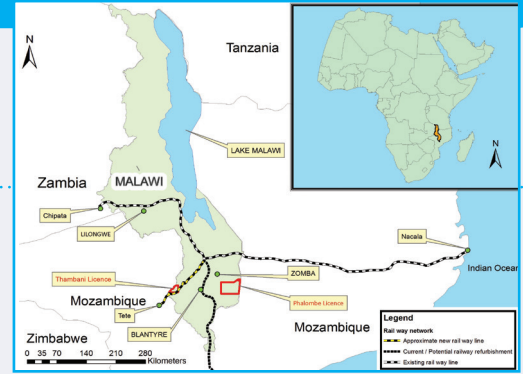 N
Tanzania
N
LAKE MALAWI
MALAWI
Zambia
Chipata
LILONGWE
Nacala
Indian Ocean
ZOMBA
Thambani Licence
Phalombe Licence
Mozambique
Tete
BLANTYRE
Mozambique
Zimbabwe
0 35 70 140 210 280
Kilometers
Legend
Rail way network
Approximate new rail way line
Current / Potential railway refurbishment
Existing rail way line